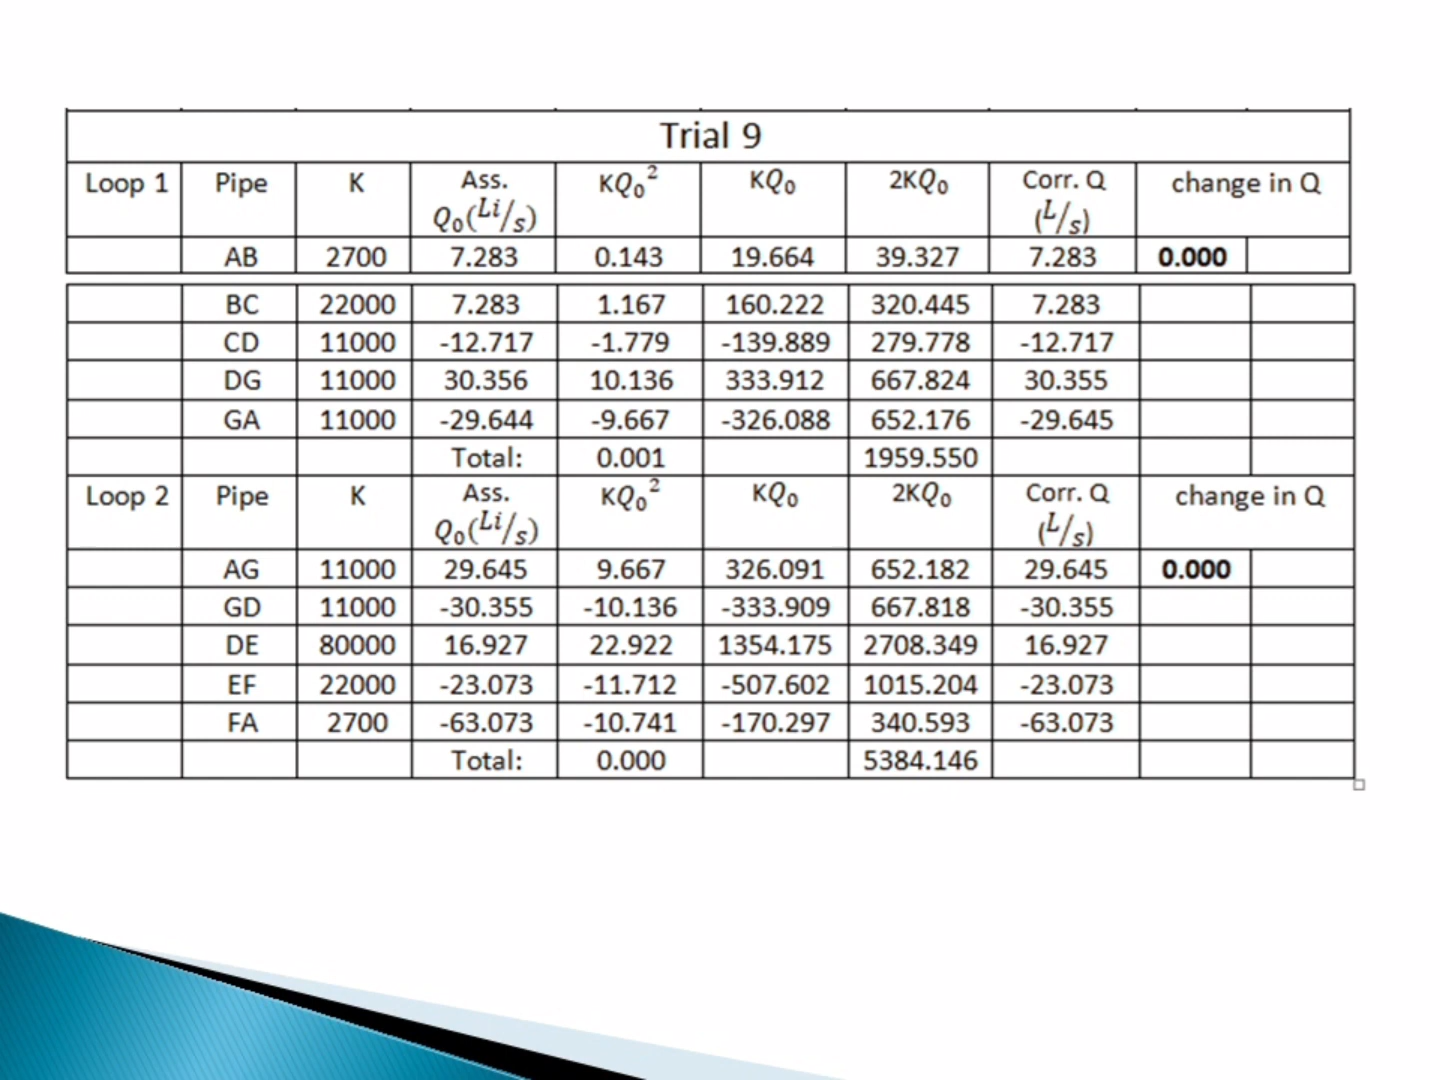 Trial 9
Loop 1 Pipe K Ass. Q₀(Li/s) KQ₀² KQ₀ 2KQ₀ Corr. Q (L/s) change in Q
AB 2700 7.283 0.143 19.664 39.327 7.283 0.000
BC 22000 7.283 1.167 160.222 320.445 7.283
CD 11000 -12.717 -1.779 -139.889 279.778 -12.717
DG 11000 30.356 10.136 333.912 667.824 30.355
GA 11000 -29.644 -9.667 -326.088 652.176 -29.645
Total: 0.001 1959.550
Loop 2 Pipe K Ass. Q₀(Li/s) KQ₀² KQ₀ 2KQ₀ Corr. Q (L/s) change in Q
AG 11000 29.645 9.667 326.091 652.182 29.645 0.000
GD 11000 -30.355 -10.136 -333.909 667.818 -30.355
DE 80000 16.927 22.922 1354.175 2708.349 16.927
EF 22000 -23.073 -11.712 -507.602 1015.204 -23.073
FA 2700 -63.073 -10.741 -170.297 340.593 -63.073
Total: 0.000 5384.146